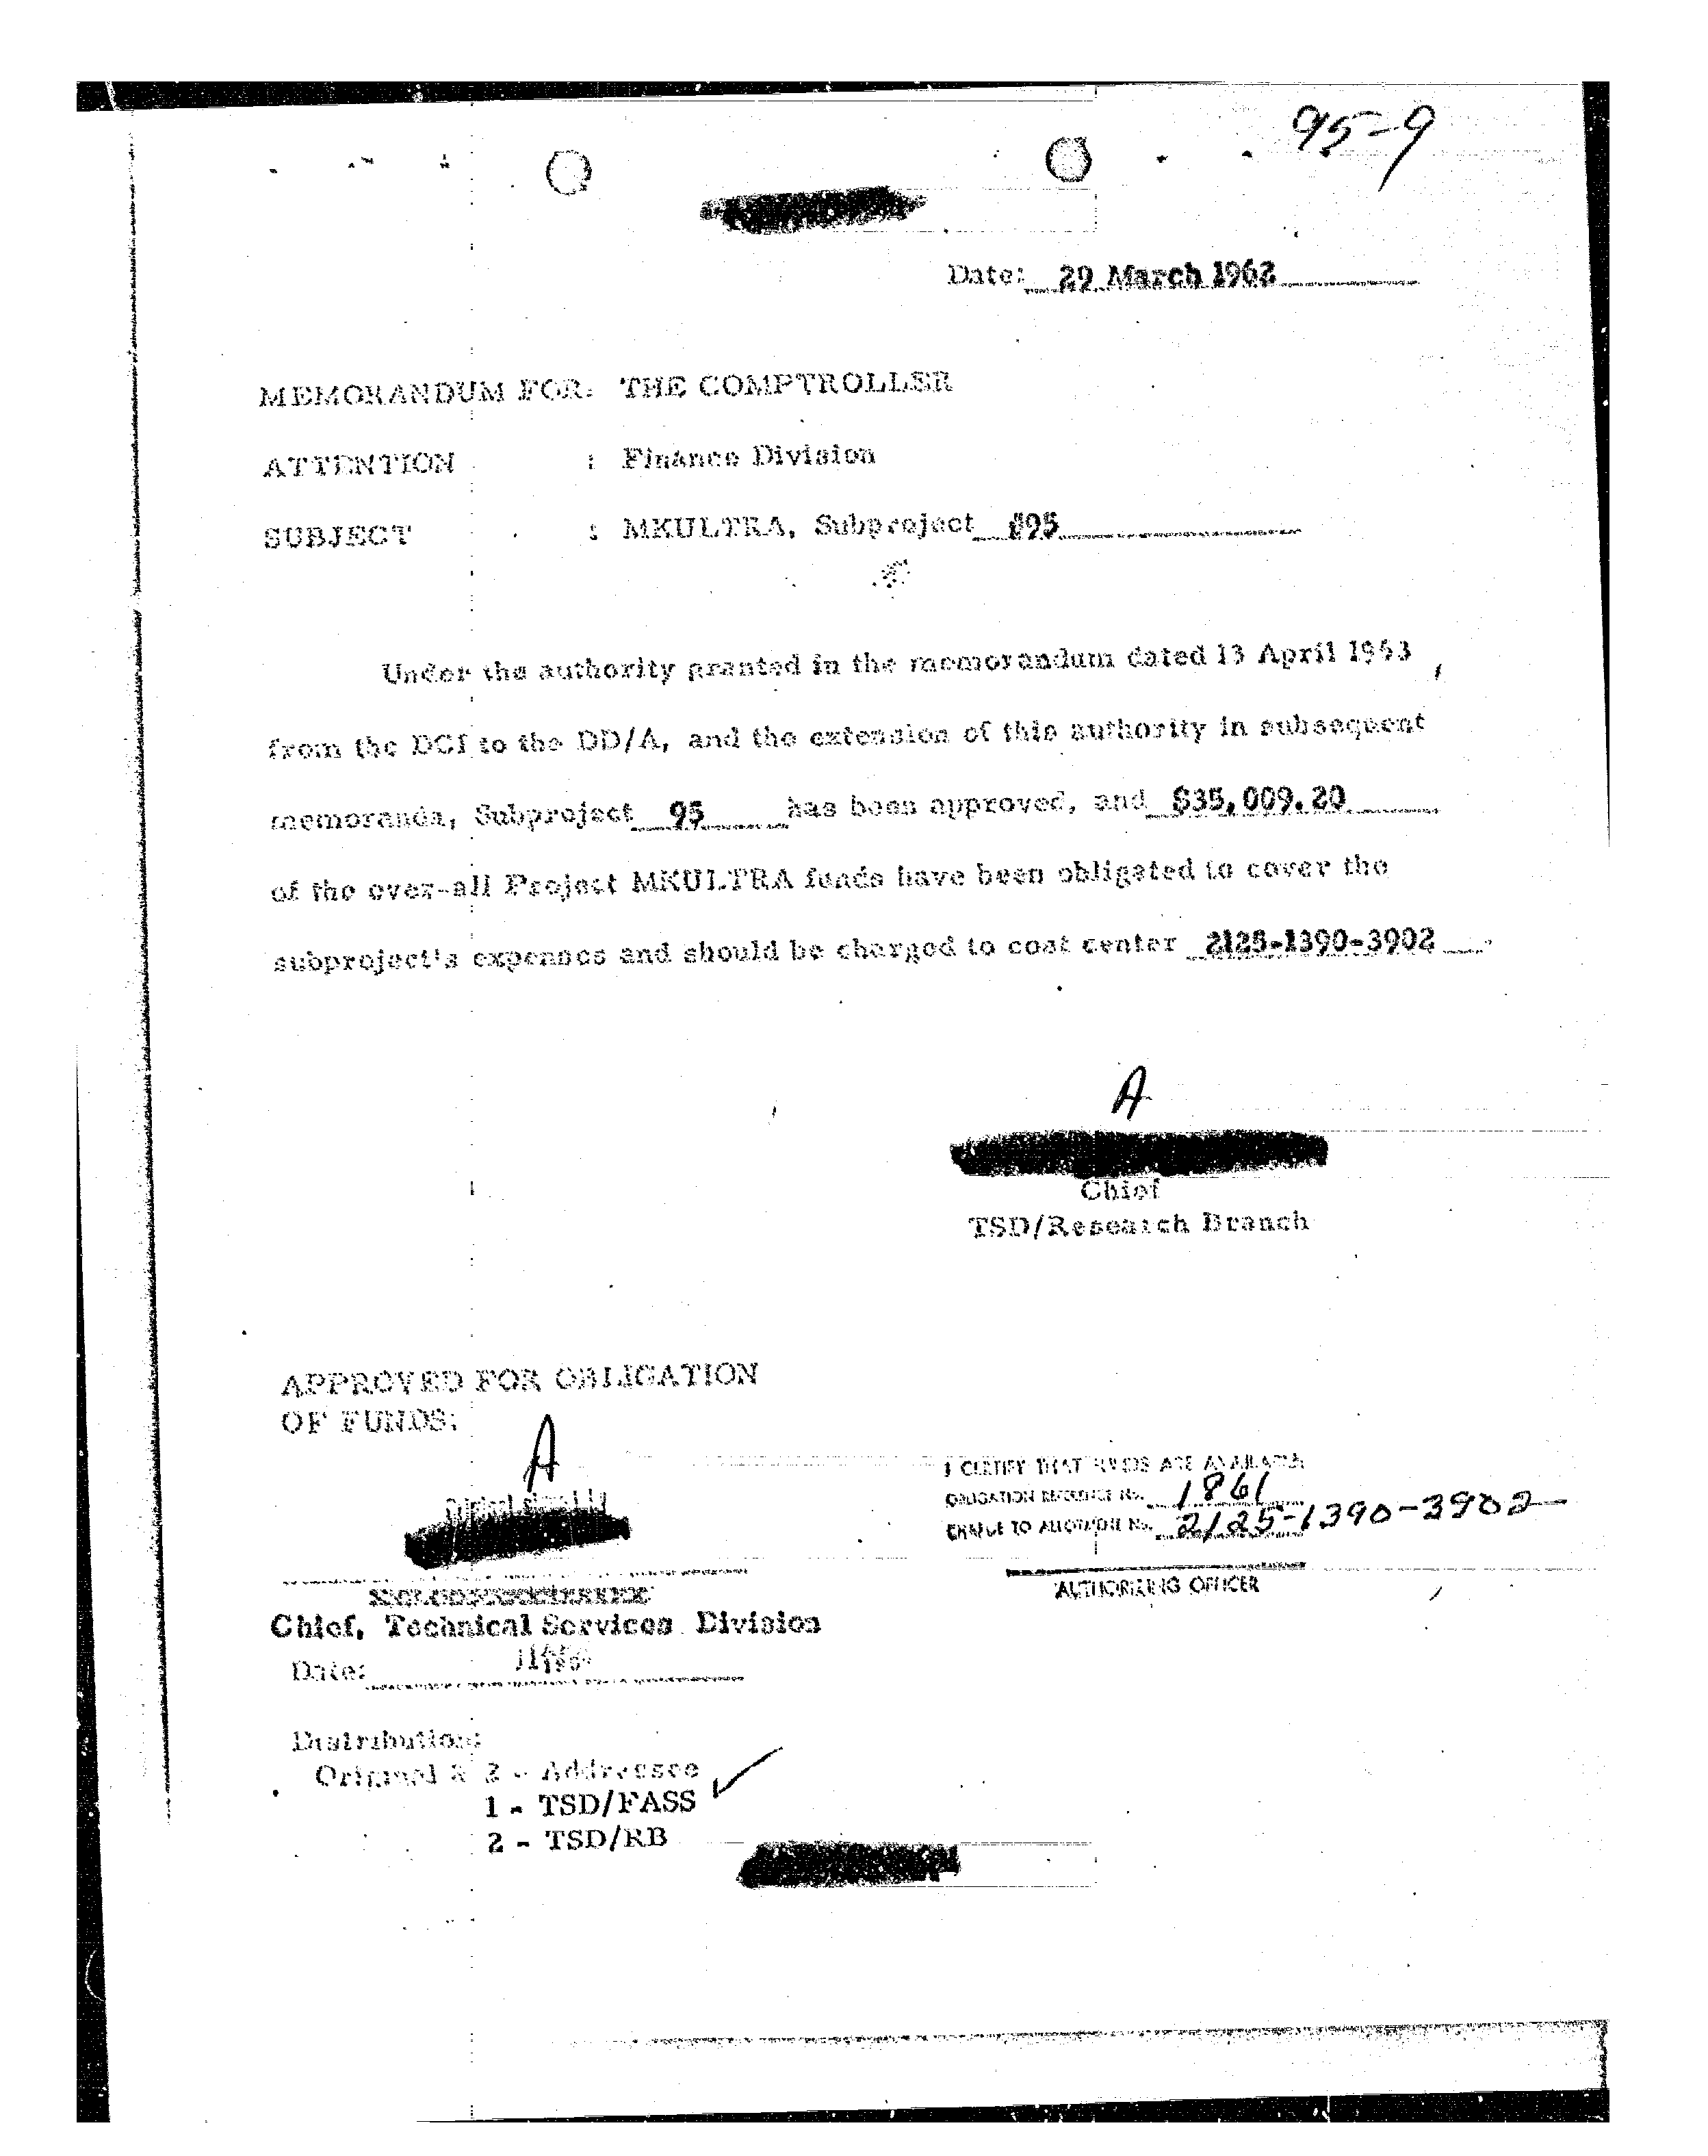 95-9
Date: 29 March 1962
MEMORANDUM FOR: THE COMPTROLLER
ATTENTION : Finance Division
SUBJECT : MKULTRA, Subproject #95
Under the authority granted in the memorandum dated 13 April 1953,
from the DCI to the DD/A, and the extension of this authority in subsequent
memoranda, Subproject 95 has been approved, and $35,009.20
of the over-all Project MKULTRA funds have been obligated to cover the
subproject's expenses and should be charged to cost center 2125-1390-3902.
A
Chief
TSD/Research Branch
APPROVED FOR OBLIGATION
OF FUNDS:
A
I CERTIFY THAT FUNDS ARE AVAILABLE
OBLIGATION REFERENCE No. 1861
CHARGE TO ALLOTMENT No. 2125-1390-3902
AUTHORIZING OFFICER
Chief, Technical Services Division
Date:
Distribution:
Original & 2 - Addressee
1 - TSD/FASS
2 - TSD/RB